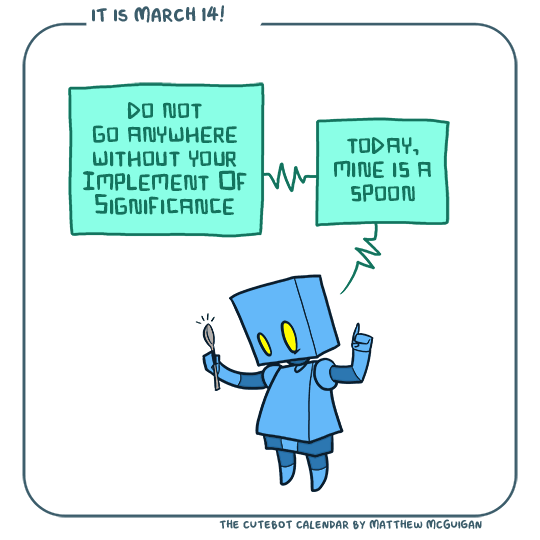 IT IS MARCH 14!
DO NOT
GO ANYWHERE
WITHOUT YOUR
IMPLEMENT OF
SIGNIFICANCE
TODAY,
MINE IS A
SPOON
THE CUTEBOT CALENDAR BY MATTHEW MCGUIGAN